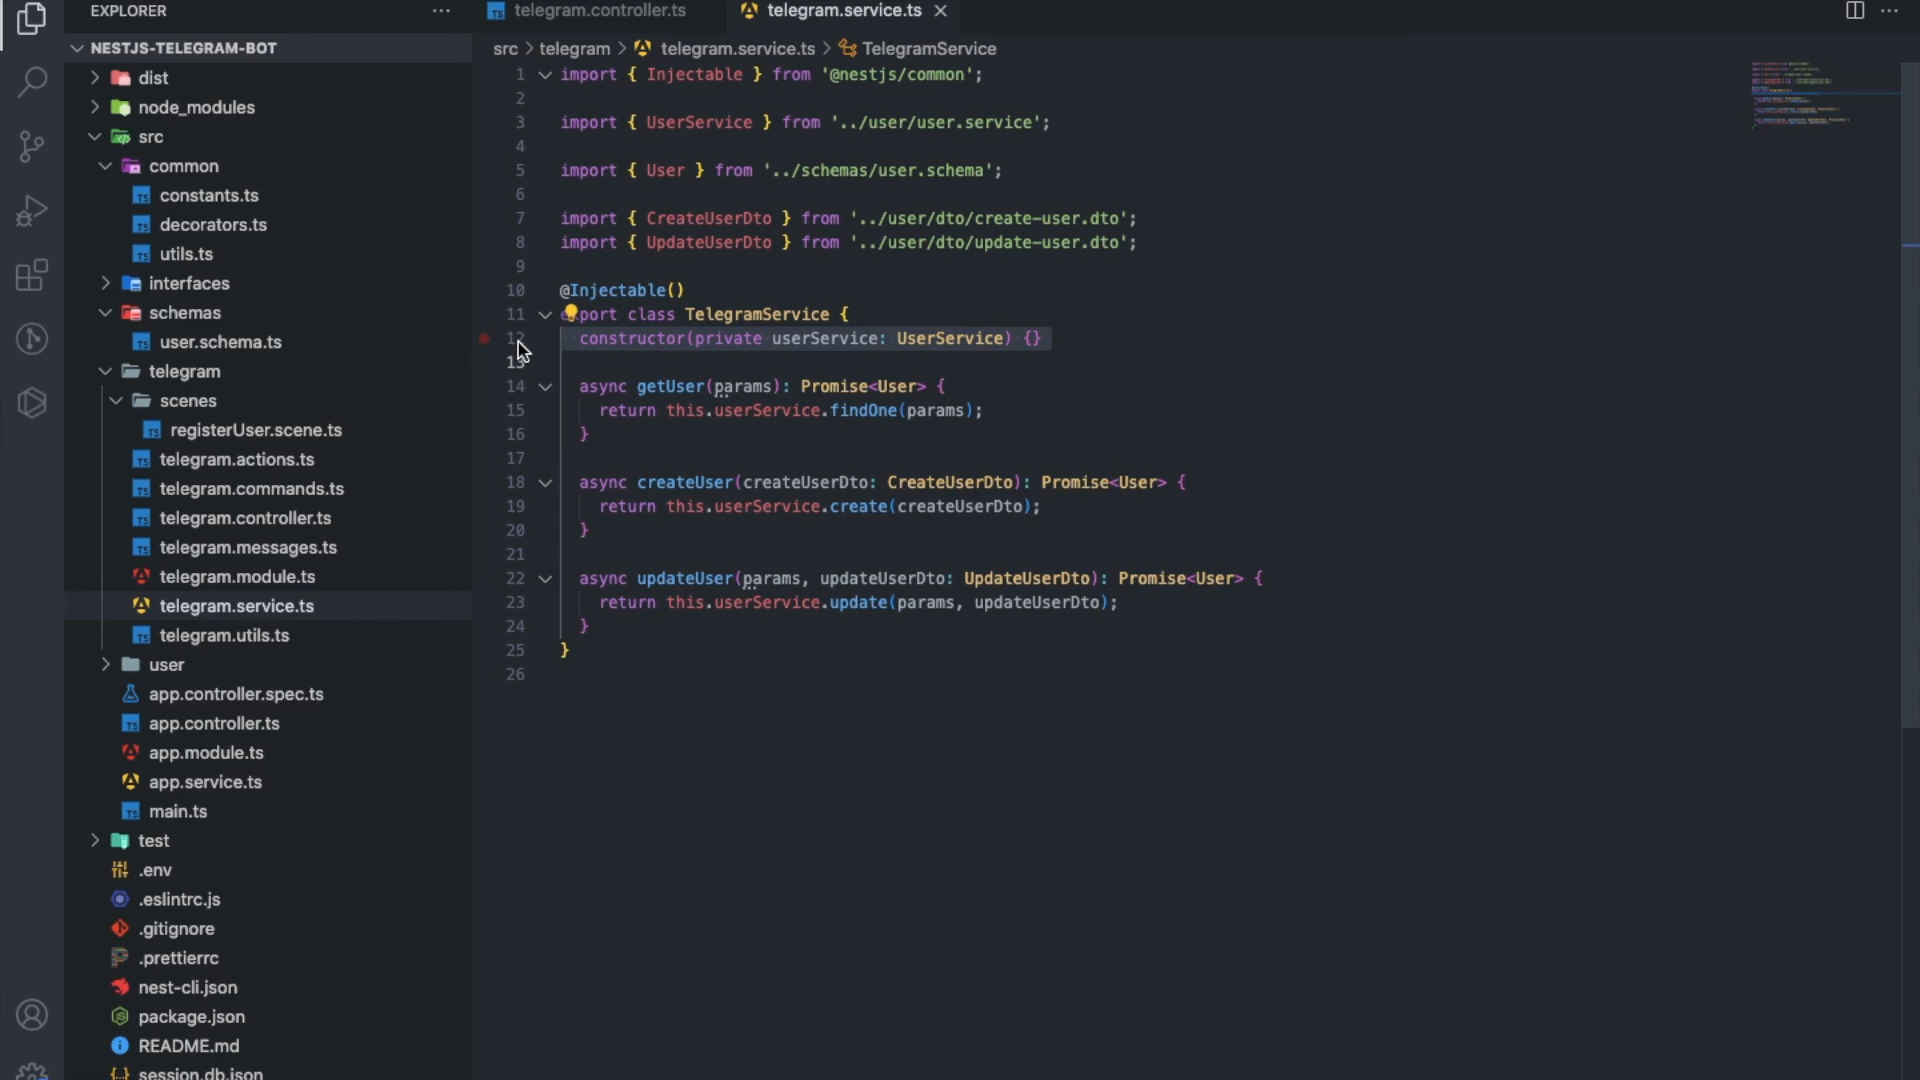 EXPLORER
NESTJS-TELEGRAM-BOT
dist
node_modules
src
common
constants.ts
decorators.ts
utils.ts
interfaces
schemas
user.schema.ts
telegram
scenes
registerUser.scene.ts
telegram.actions.ts
telegram.commands.ts
telegram.controller.ts
telegram.messages.ts
telegram.module.ts
telegram.service.ts
telegram.utils.ts
user
app.controller.spec.ts
app.controller.ts
app.module.ts
app.service.ts
main.ts
test
.env
.eslintrc.js
.gitignore
.prettierrc
nest-cli.json
package.json
README.md
session.db.json
telegram.controller.ts telegram.service.ts
src > telegram > telegram.service.ts > TelegramService
1 import { Injectable } from '@nestjs/common';
2
3 import { UserService } from '../user/user.service';
4
5 import { User } from '../schemas/user.schema';
6
7 import { CreateUserDto } from '../user/dto/create-user.dto';
8 import { UpdateUserDto } from '../user/dto/update-user.dto';
9
10 @Injectable()
11 export class TelegramService {
12 constructor(private userService: UserService) {}
13
14 async getUser(params): Promise<User> {
15 return this.userService.findOne(params);
16 }
17
18 async createUser(createUserDto: CreateUserDto): Promise<User> {
19 return this.userService.create(createUserDto);
20 }
21
22 async updateUser(params, updateUserDto: UpdateUserDto): Promise<User> {
23 return this.userService.update(params, updateUserDto);
24 }
25 }
26